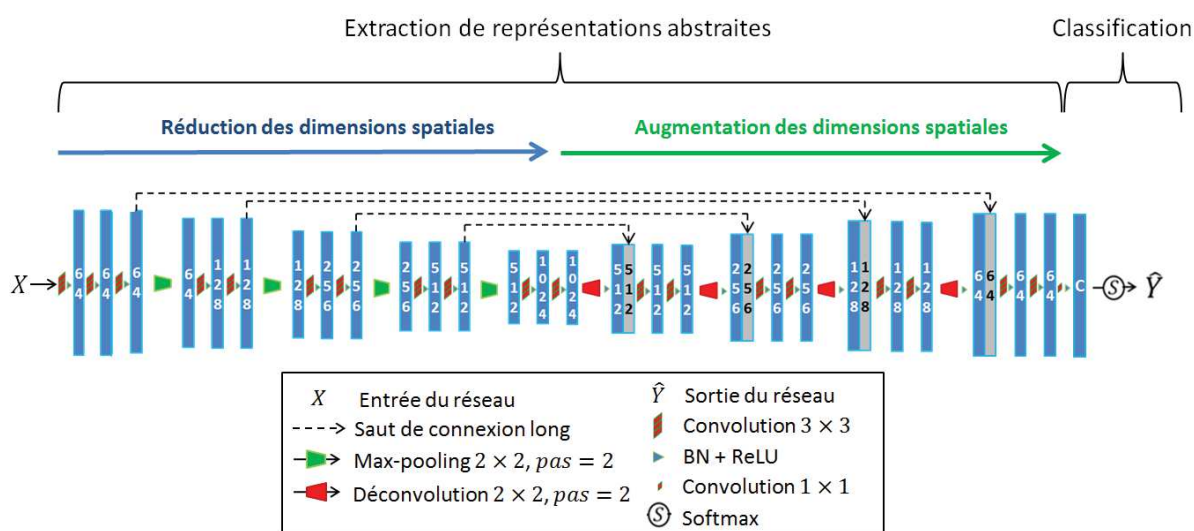 Extraction de représentations abstraites
Classification
Réduction des dimensions spatiales
Augmentation des dimensions spatiales
X
64
64
64
64
128
128
128
256
256
256
512
512
512
1024
1024
512
512
512
512
256
256
256
256
128
128
128
128
64
64
64
64
C
S
Ŷ
X Entrée du réseau
Saut de connexion long
Max-pooling 2 × 2, pas = 2
Déconvolution 2 × 2, pas = 2
Ŷ Sortie du réseau
Convolution 3 × 3
BN + ReLU
Convolution 1 × 1
S Softmax